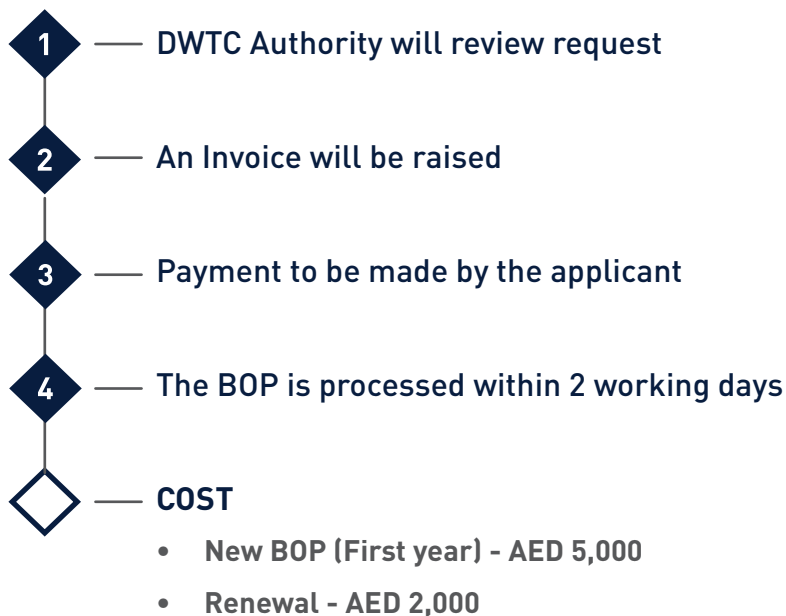 1 DWTC Authority will review request
2 An Invoice will be raised
3 Payment to be made by the applicant
4 The BOP is processed within 2 working days
COST
• New BOP (First year) - AED 5,000
• Renewal - AED 2,000